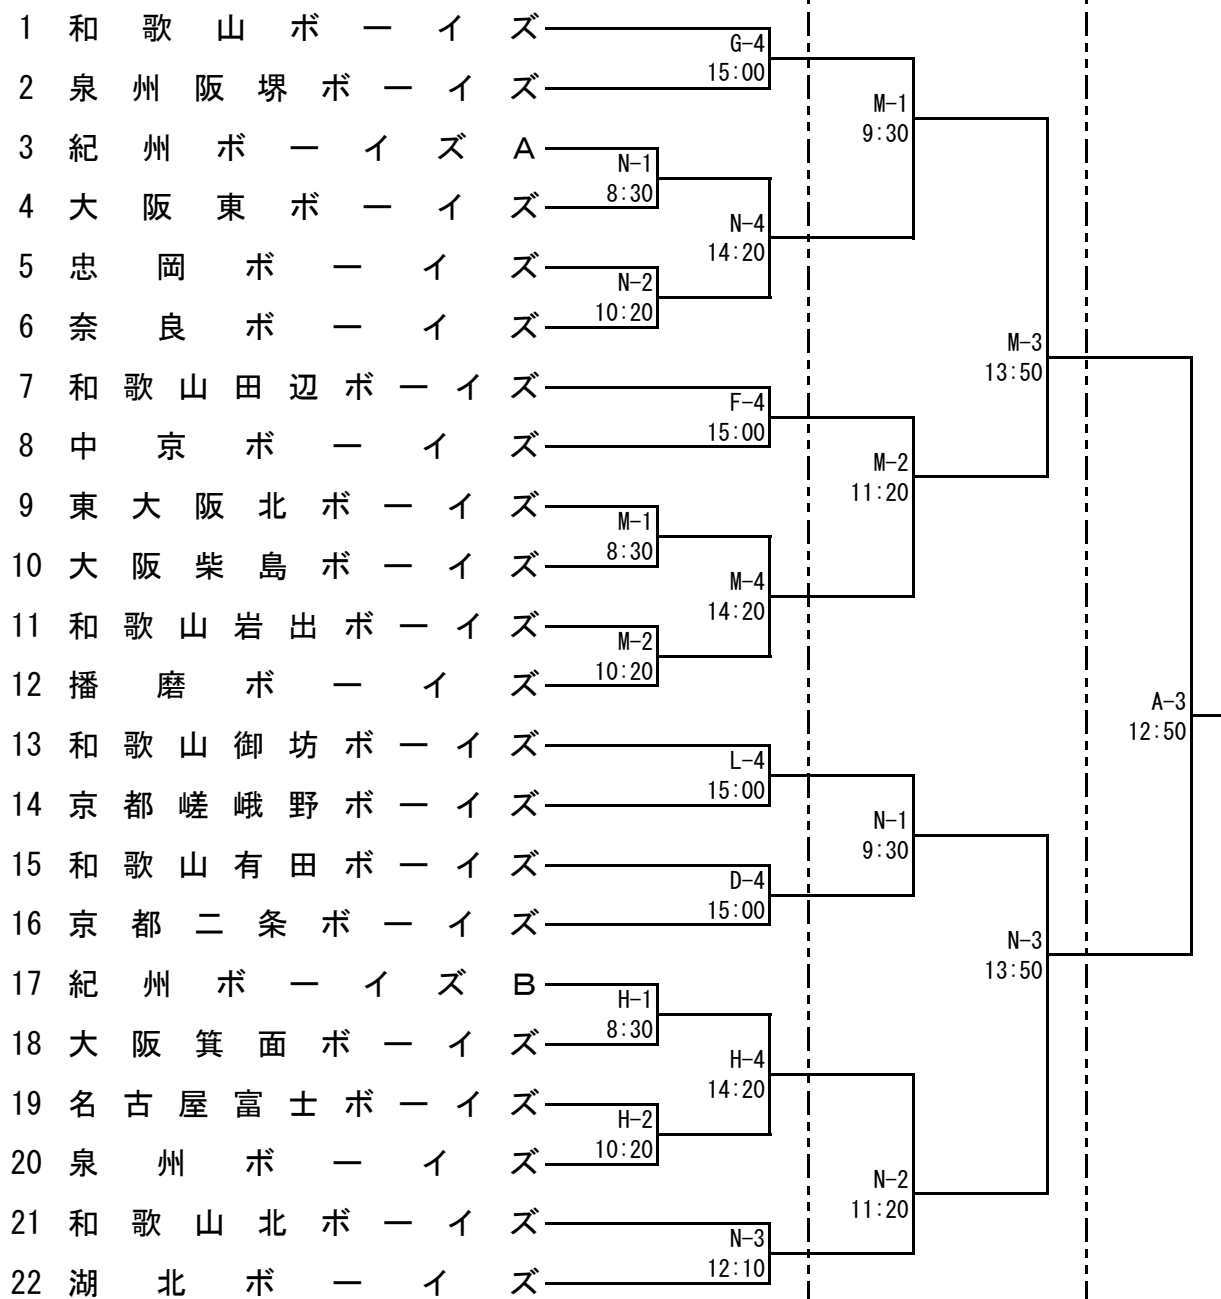 1 和歌山ボーイズ
G-4
15:00
2 泉州阪堺ボーイズ
M-1
9:30
3 紀州ボーイズA
N-1
8:30
4 大阪東ボーイズ
N-4
14:20
5 忠岡ボーイズ
N-2
10:20
6 奈良ボーイズ
M-3
13:50
7 和歌山田辺ボーイズ
F-4
15:00
8 中京ボーイズ
M-2
11:20
9 東大阪北ボーイズ
M-1
8:30
10 大阪柴島ボーイズ
M-4
14:20
11 和歌山岩出ボーイズ
M-2
10:20
12 播磨ボーイズ
A-3
12:50
13 和歌山御坊ボーイズ
L-4
15:00
14 京都嵯峨野ボーイズ
N-1
9:30
15 和歌山有田ボーイズ
D-4
15:00
16 京都二条ボーイズ
N-3
13:50
17 紀州ボーイズB
H-1
8:30
18 大阪箕面ボーイズ
H-4
14:20
19 名古屋富士ボーイズ
H-2
10:20
20 泉州ボーイズ
N-2
11:20
21 和歌山北ボーイズ
N-3
12:10
22 湖北ボーイズ